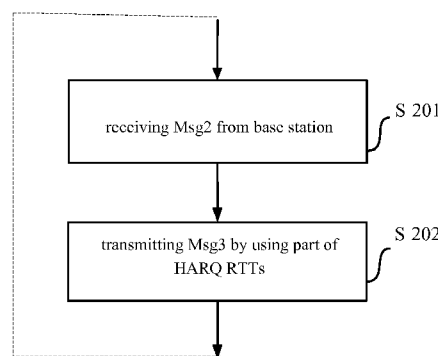 receiving Msg2 from base station
S 201
transmitting Msg3 by using part of
HARQ RTTs
S 202